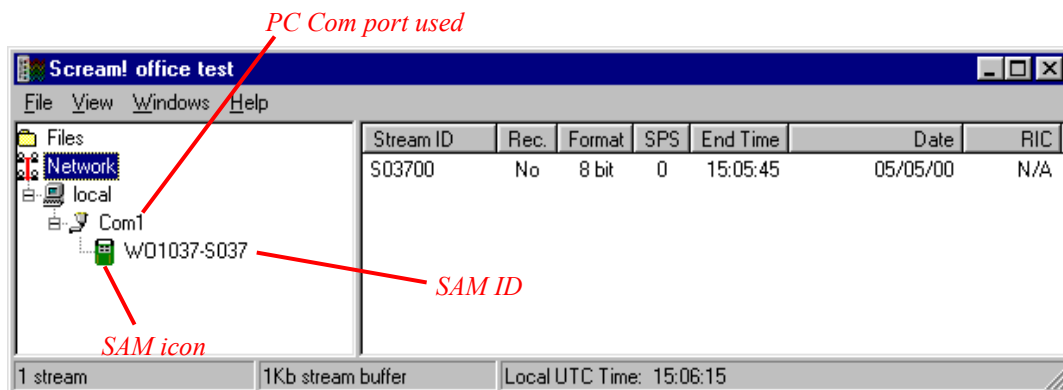 PC Com port used
Scream! office test
File View Windows Help
Files
Network
local
Com1
WO1037-S037
Stream ID Rec. Format SPS End Time Date RIC
S03700 No 8 bit 0 15:05:45 05/05/00 N/A
SAM ID
SAM icon
1 stream 1Kb stream buffer Local UTC Time: 15:06:15